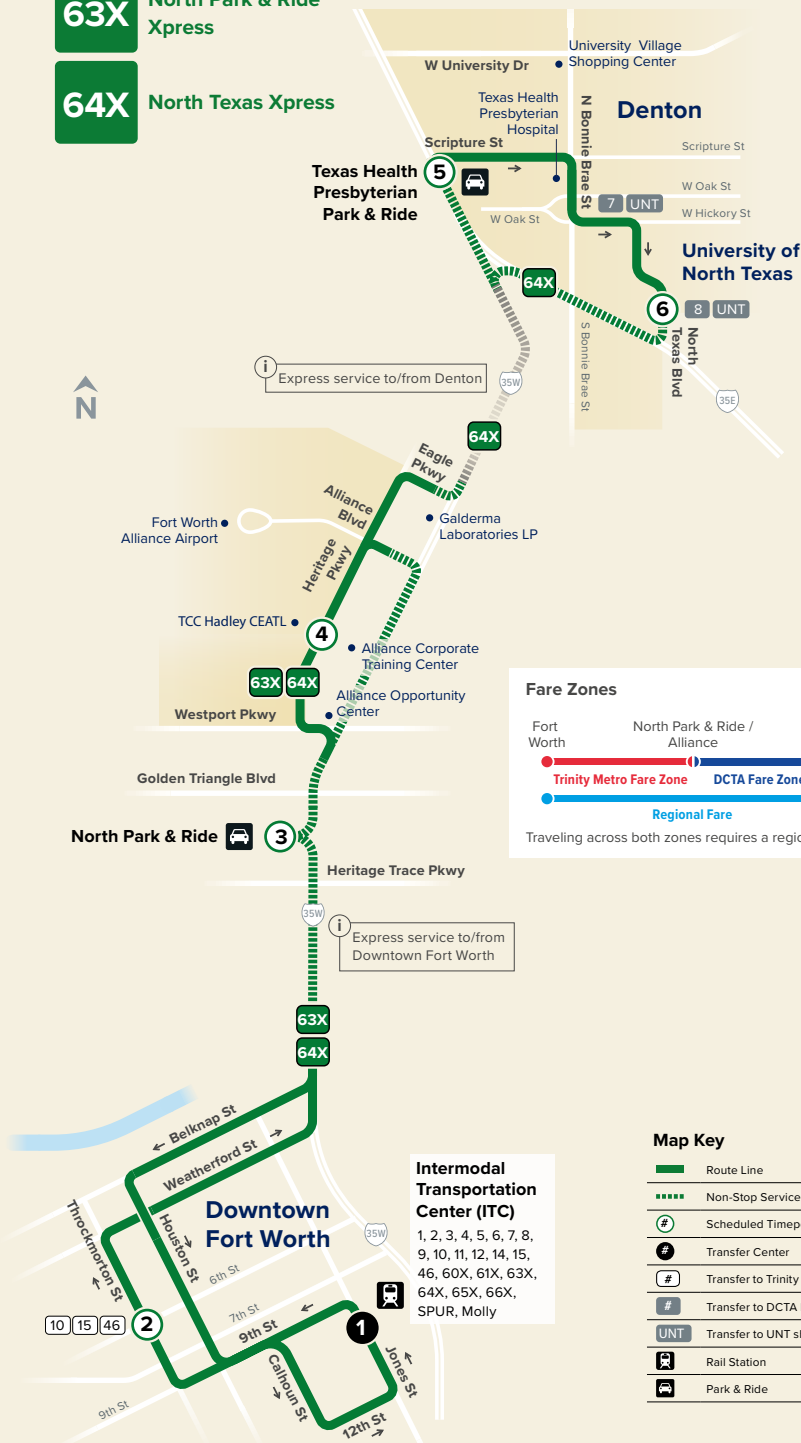 63X
North Park & Ride
Xpress
64X
North Texas Xpress
W University Dr
University Village
Shopping Center
Texas Health
Presbyterian
Hospital
N Bonnie Brae St
Denton
Scripture St
Scripture St
Texas Health
Presbyterian
Park & Ride
5
W Oak St
W Oak St
7
UNT
W Hickory St
University of
North Texas
64X
6
8
UNT
North
Texas Blvd
S Bonnie Brae St
i
Express service to/from Denton
35W
35E
N
64X
Eagle
Pkwy
Alliance
Blvd
Fort Worth
Alliance Airport
Galderma
Laboratories LP
Heritage
Pkwy
TCC Hadley CEATL
4
Alliance Corporate
Training Center
63X
64X
Alliance Opportunity
Center
Westport Pkwy
Fare Zones
Fort
Worth
North Park & Ride /
Alliance
Trinity Metro Fare Zone
DCTA Fare Zone
Regional Fare
Traveling across both zones requires a regio
Golden Triangle Blvd
North Park & Ride
3
Heritage Trace Pkwy
35W
i
Express service to/from
Downtown Fort Worth
63X
64X
Belknap St
Weatherford St
Throckmorton St
Houston St
Downtown
Fort Worth
35W
6th St
7th St
9th St
10
15
46
2
1
Calhoun St
Jones St
12th St
9th St
Intermodal
Transportation
Center (ITC)
1, 2, 3, 4, 5, 6, 7, 8,
9, 10, 11, 12, 14, 15,
46, 60X, 61X, 63X,
64X, 65X, 66X,
SPUR, Molly
Map Key
Route Line
Non-Stop Service
#
Scheduled Timep
#
Transfer Center
#
Transfer to Trinity
#
Transfer to DCTA
UNT
Transfer to UNT sh
Rail Station
Park & Ride